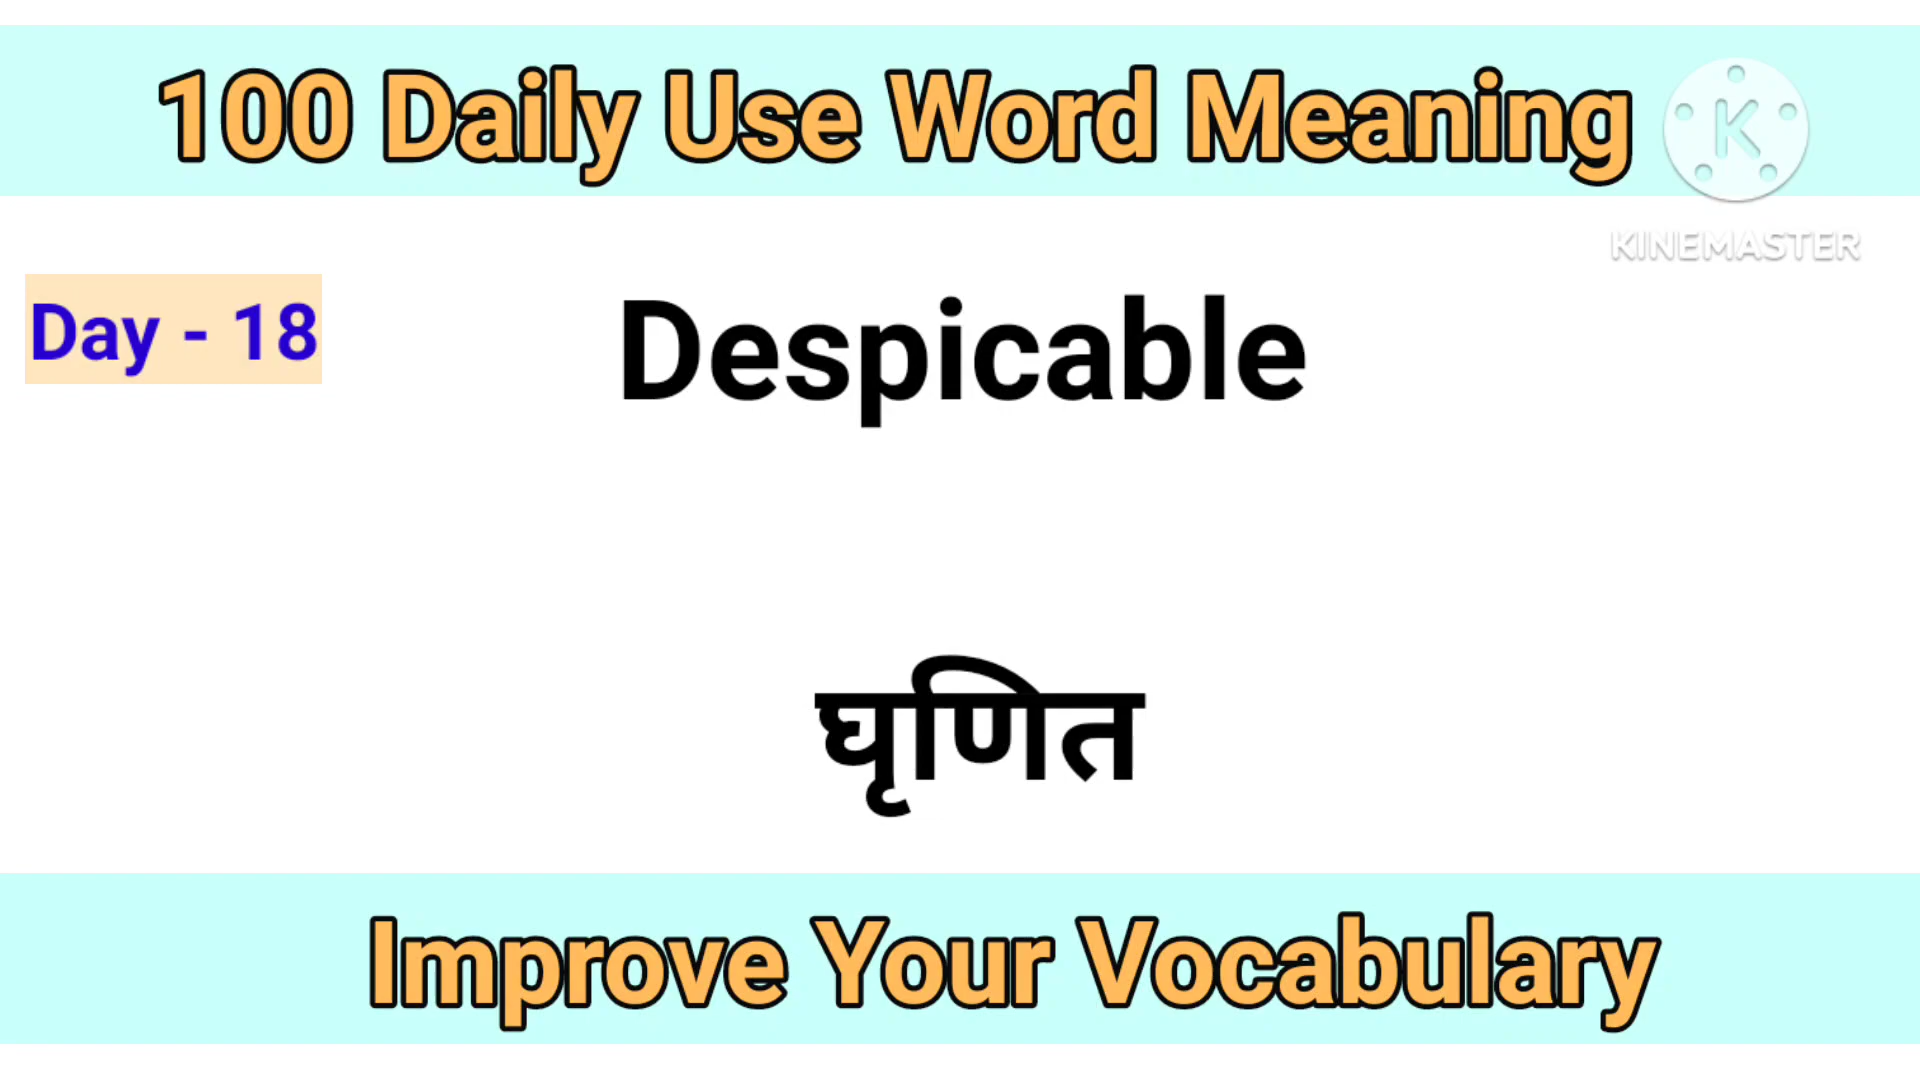 100 Daily Use Word Meaning
K
KINEMASTER
Day - 18
Despicable
घृणित
Improve Your Vocabulary